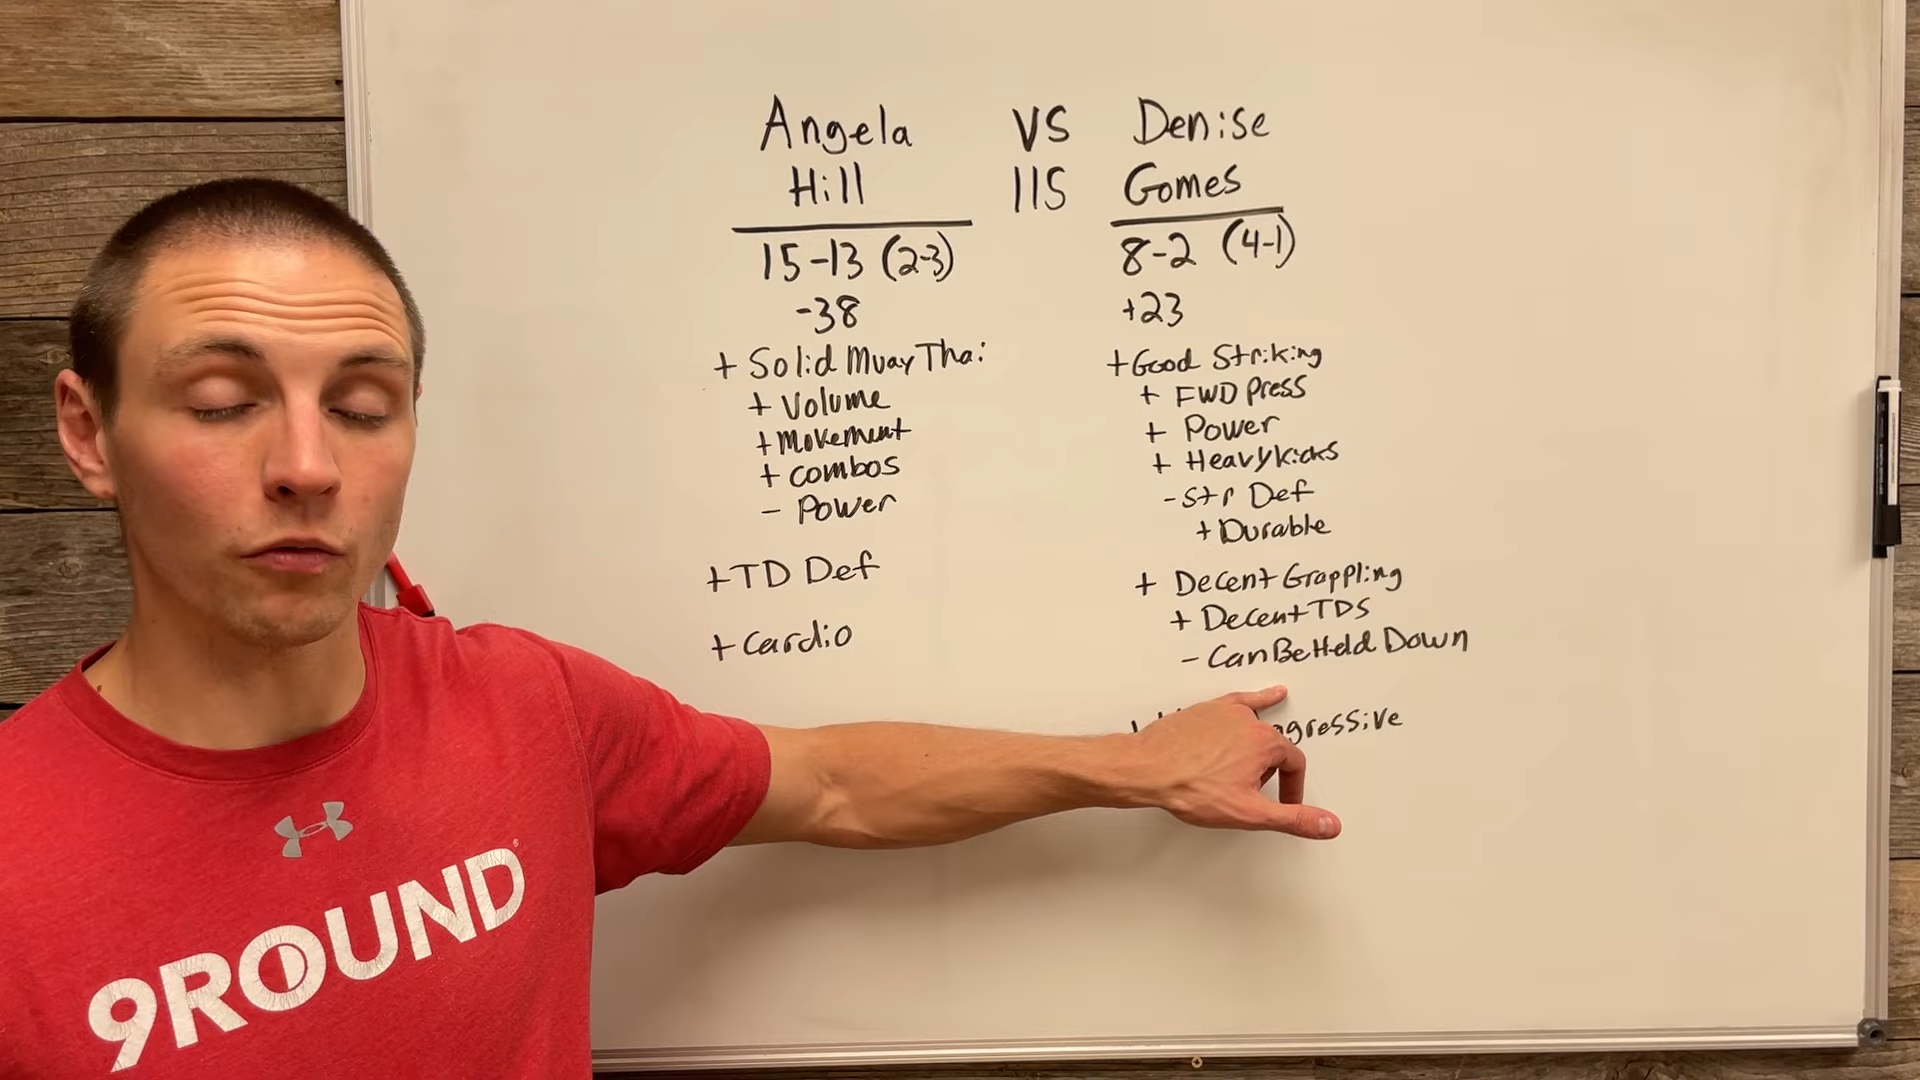 Angela VS Denise
Hill 115 Gomes
15-13 (2-3) 8-2 (4-1)
-38 +23
+ Solid Muay Thai
+ Volume
+ Movement
+ Combos
- Power
+ TD Def
+ Cardio
+ Good Striking
+ FWD Press
+ Power
+ Heavy Kicks
- Str Def
+ Durable
+ Decent Grappling
+ Decent TDS
- Can Be Held Down
9ROUND